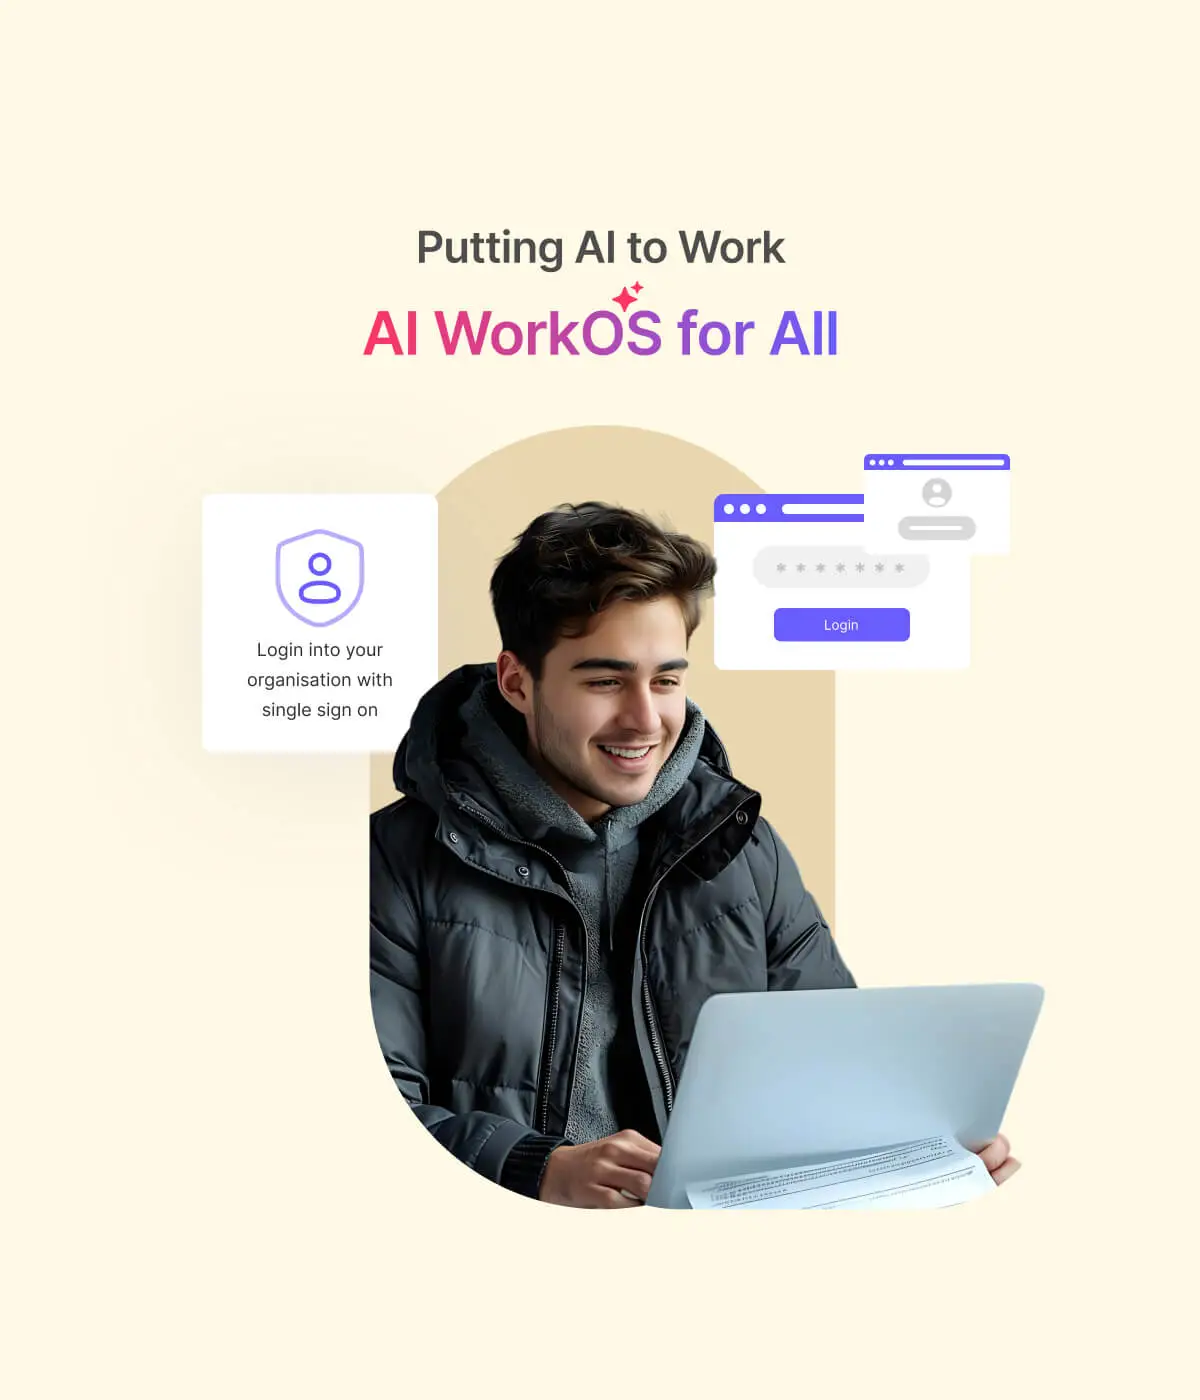 Putting AI to Work
AI WorkOS for All
Login into your
organisation with
single sign on
*******
Login